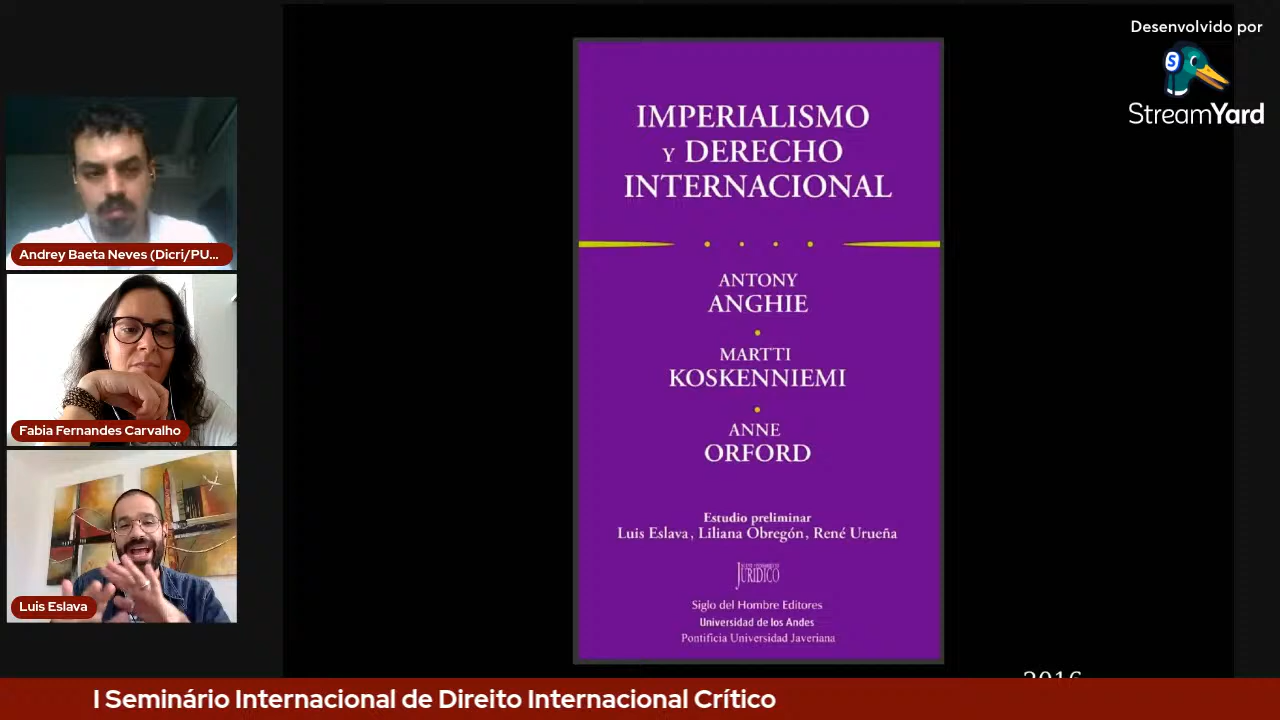 Desenvolvido por
StreamYard
IMPERIALISMO
Y DERECHO
INTERNACIONAL
ANTONY
ANGHIE
MARTTI
KOSKENNIEMI
ANNE
ORFORD
Estudio preliminar
Luis Eslava, Liliana Obregón, René Urueña
JURÍDICO
Siglo del Hombre Editores
Universidad de los Andes
Pontificia Universidad Javeriana
2016
Andrey Baeta Neves (Dicri/PU...
Fabia Fernandes Carvalho
Luis Eslava
I Seminário Internacional de Direito Internacional Crítico